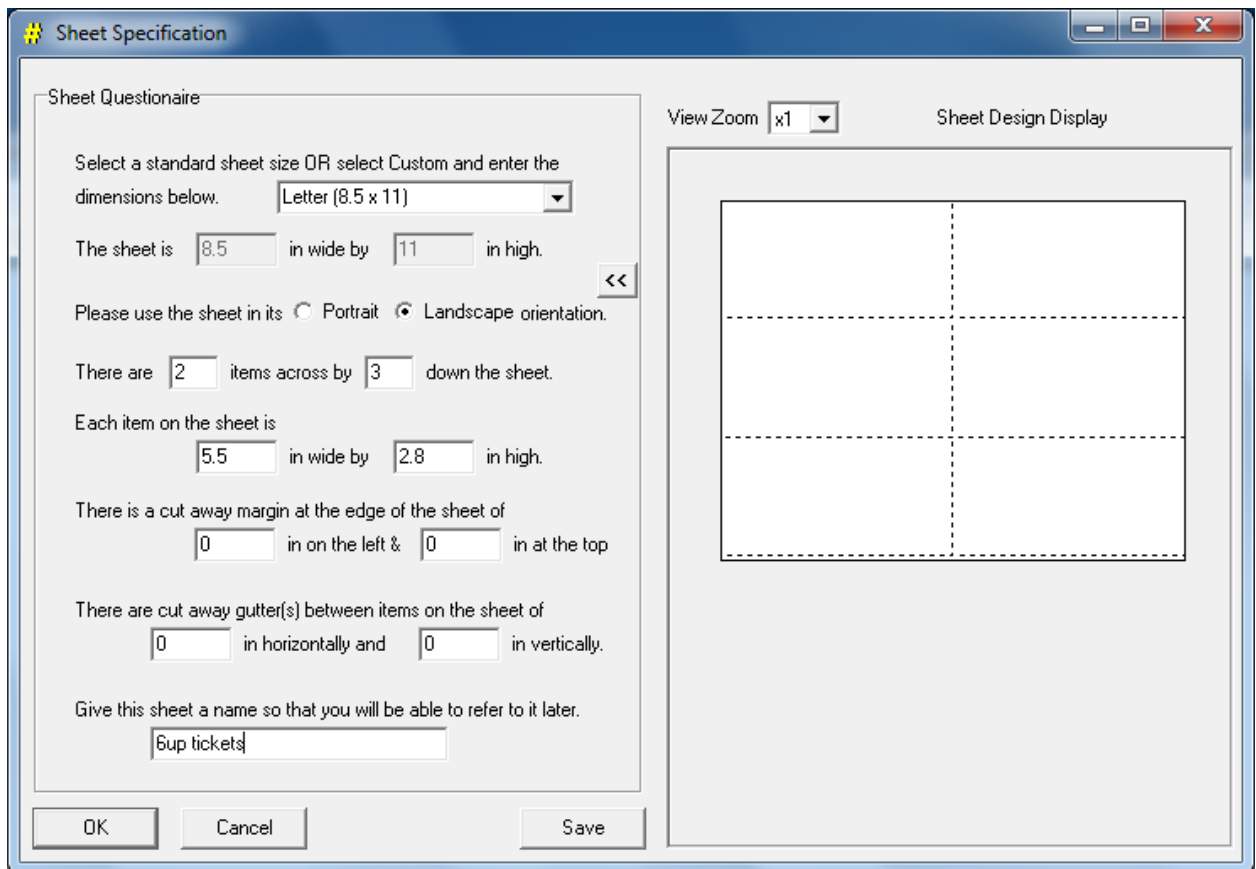 # Sheet Specification
Sheet Questionaire
Select a standard sheet size OR select Custom and enter the
dimensions below. Letter (8.5 x 11)
The sheet is 8.5 in wide by 11 in high.
<<
Please use the sheet in its Portrait Landscape orientation.
There are 2 items across by 3 down the sheet.
Each item on the sheet is
5.5 in wide by 2.8 in high.
There is a cut away margin at the edge of the sheet of
0 in on the left & 0 in at the top
There are cut away gutter(s) between items on the sheet of
0 in horizontally and 0 in vertically.
Give this sheet a name so that you will be able to refer to it later.
6up tickets
OK Cancel Save
View Zoom x1 Sheet Design Display